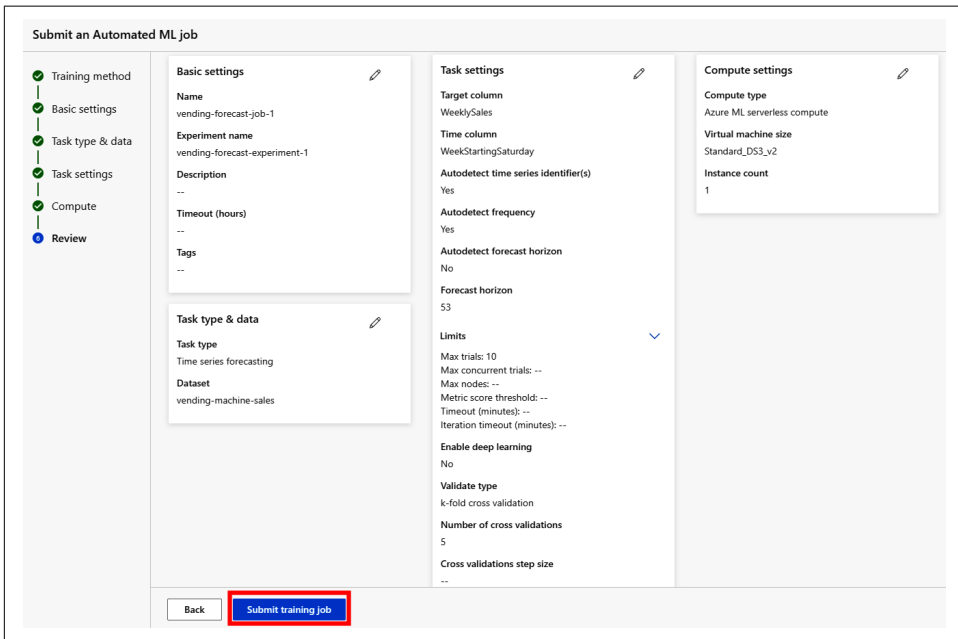 Submit an Automated ML job
Training method
Basic settings
Task type & data
Task settings
Compute
6
Review
Basic settings
Name
vending-forecast-job-1
Experiment name
vending-forecast-experiment-1
Description
--
Timeout (hours)
--
Tags
--
Task type & data
Task type
Time series forecasting
Dataset
vending-machine-sales
Task settings
Target column
WeeklySales
Time column
WeekStartingSaturday
Autodetect time series identifier(s)
Yes
Autodetect frequency
Yes
Autodetect forecast horizon
No
Forecast horizon
53
Limits
Max trials: 10
Max concurrent trials: --
Max nodes: --
Metric score threshold: --
Timeout (minutes): --
Iteration timeout (minutes): --
Enable deep learning
No
Validate type
k-fold cross validation
Number of cross validations
5
Cross validations step size
--
Compute settings
Compute type
Azure ML serverless compute
Virtual machine size
Standard_DS3_v2
Instance count
1
Back
Submit training job